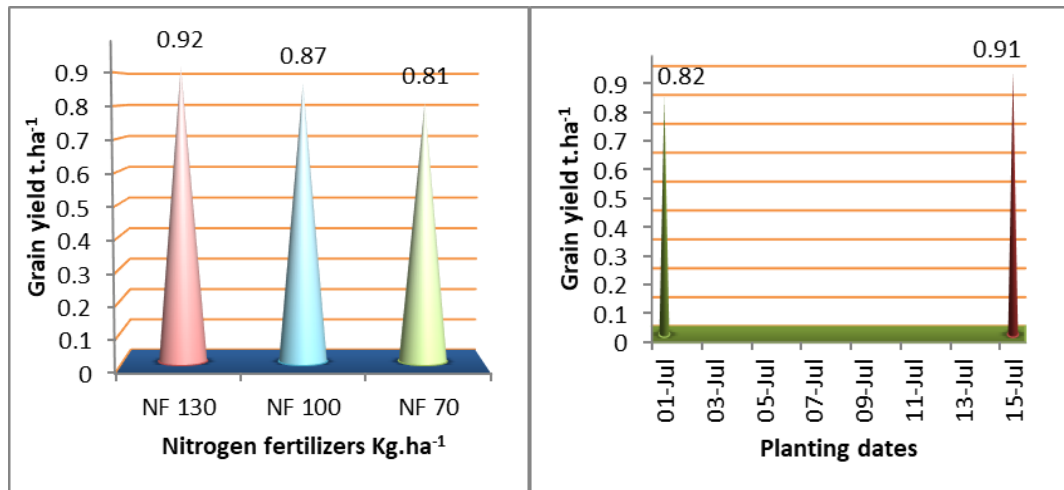 0.92
0.87
0.81
0.9
0.8
0.7
0.6
0.5
0.4
0.3
0.2
0.1
0
Grain yield t.ha⁻¹
NF 130
NF 100
NF 70
Nitrogen fertilizers Kg.ha⁻¹
0.82
0.91
0.9
0.8
0.7
0.6
0.5
0.4
0.3
0.2
0.1
0
Grain yield t.ha⁻¹
01-Jul
03-Jul
05-Jul
07-Jul
09-Jul
11-Jul
13-Jul
15-Jul
Planting dates